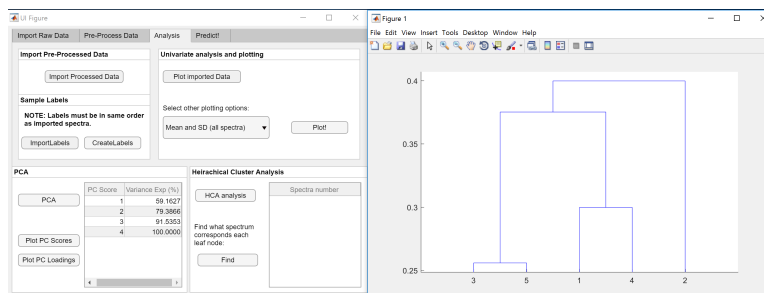 UI Figure
Import Raw Data
Pre-Process Data
Analysis
Predict!
Import Pre-Processed Data
Import Processed Data
Sample Labels
NOTE: Labels must be in same order
as imported spectra.
ImportLabels
CreateLabels
Univariate analysis and plotting
Plot imported Data
Select other plotting options:
Mean and SD (all spectra)
Plot!
PCA
PCA
Plot PC Scores
Plot PC Loadings
PC Score Variance Exp (%)
1 59.1627
2 79.3866
3 91.5353
4 100.0000
Heirachical Cluster Analysis
HCA analysis
Find what spectrum
corresponds each
leaf node:
Find
Spectra number
Figure 1
File Edit View Insert Tools Desktop Window Help
0.4
0.35
0.3
0.25
3 5 1 4 2